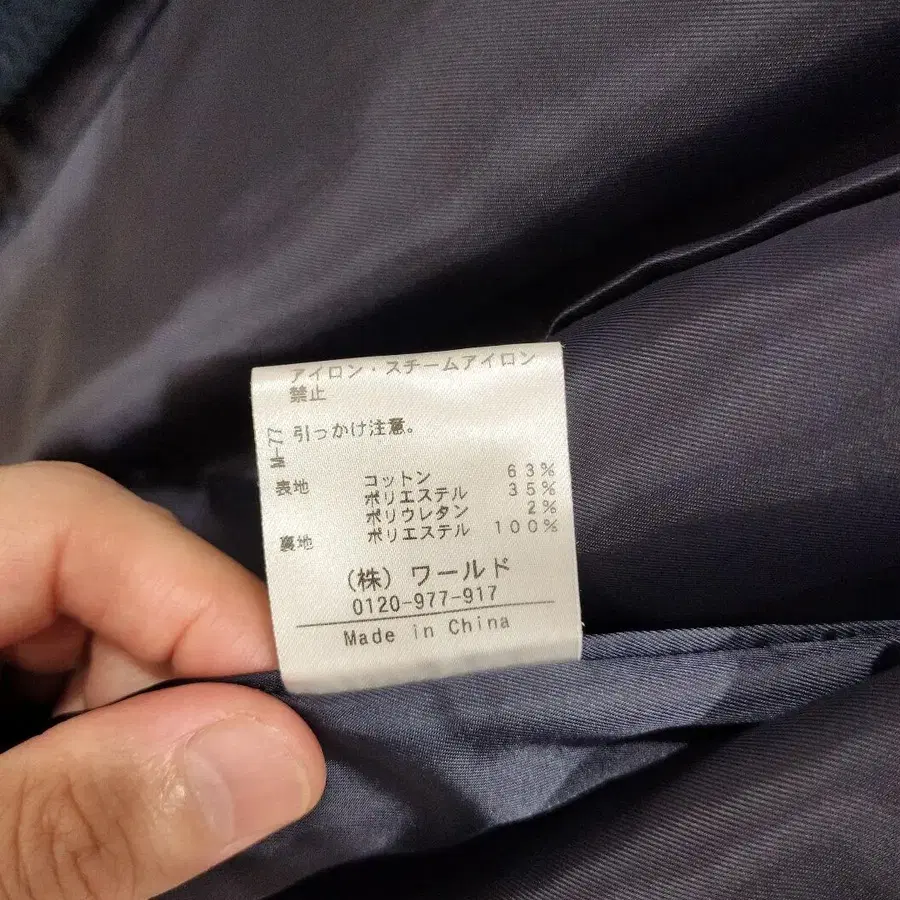 アイロン・スチームアイロン
禁止
M-77
引っかけ注意。
表地 コットン 63%
ポリエステル 35%
ポリウレタン 2%
裏地 ポリエステル 100%
(株) ワールド
0120-977-917
Made in China